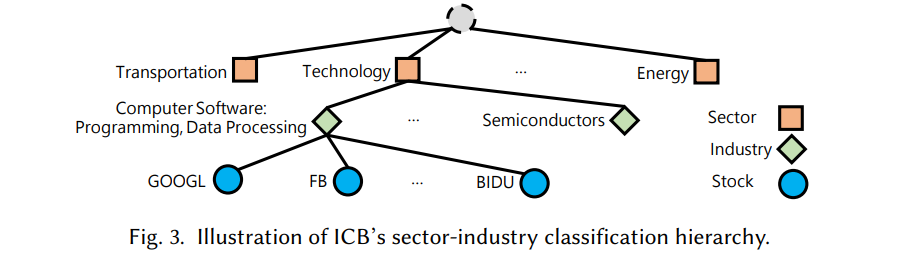 Transportation
Technology
...
Energy
Computer Software:
Programming, Data Processing
...
Semiconductors
Sector
Industry
GOOGL
FB
...
BIDU
Stock
Fig. 3. Illustration of ICB's sector-industry classification hierarchy.